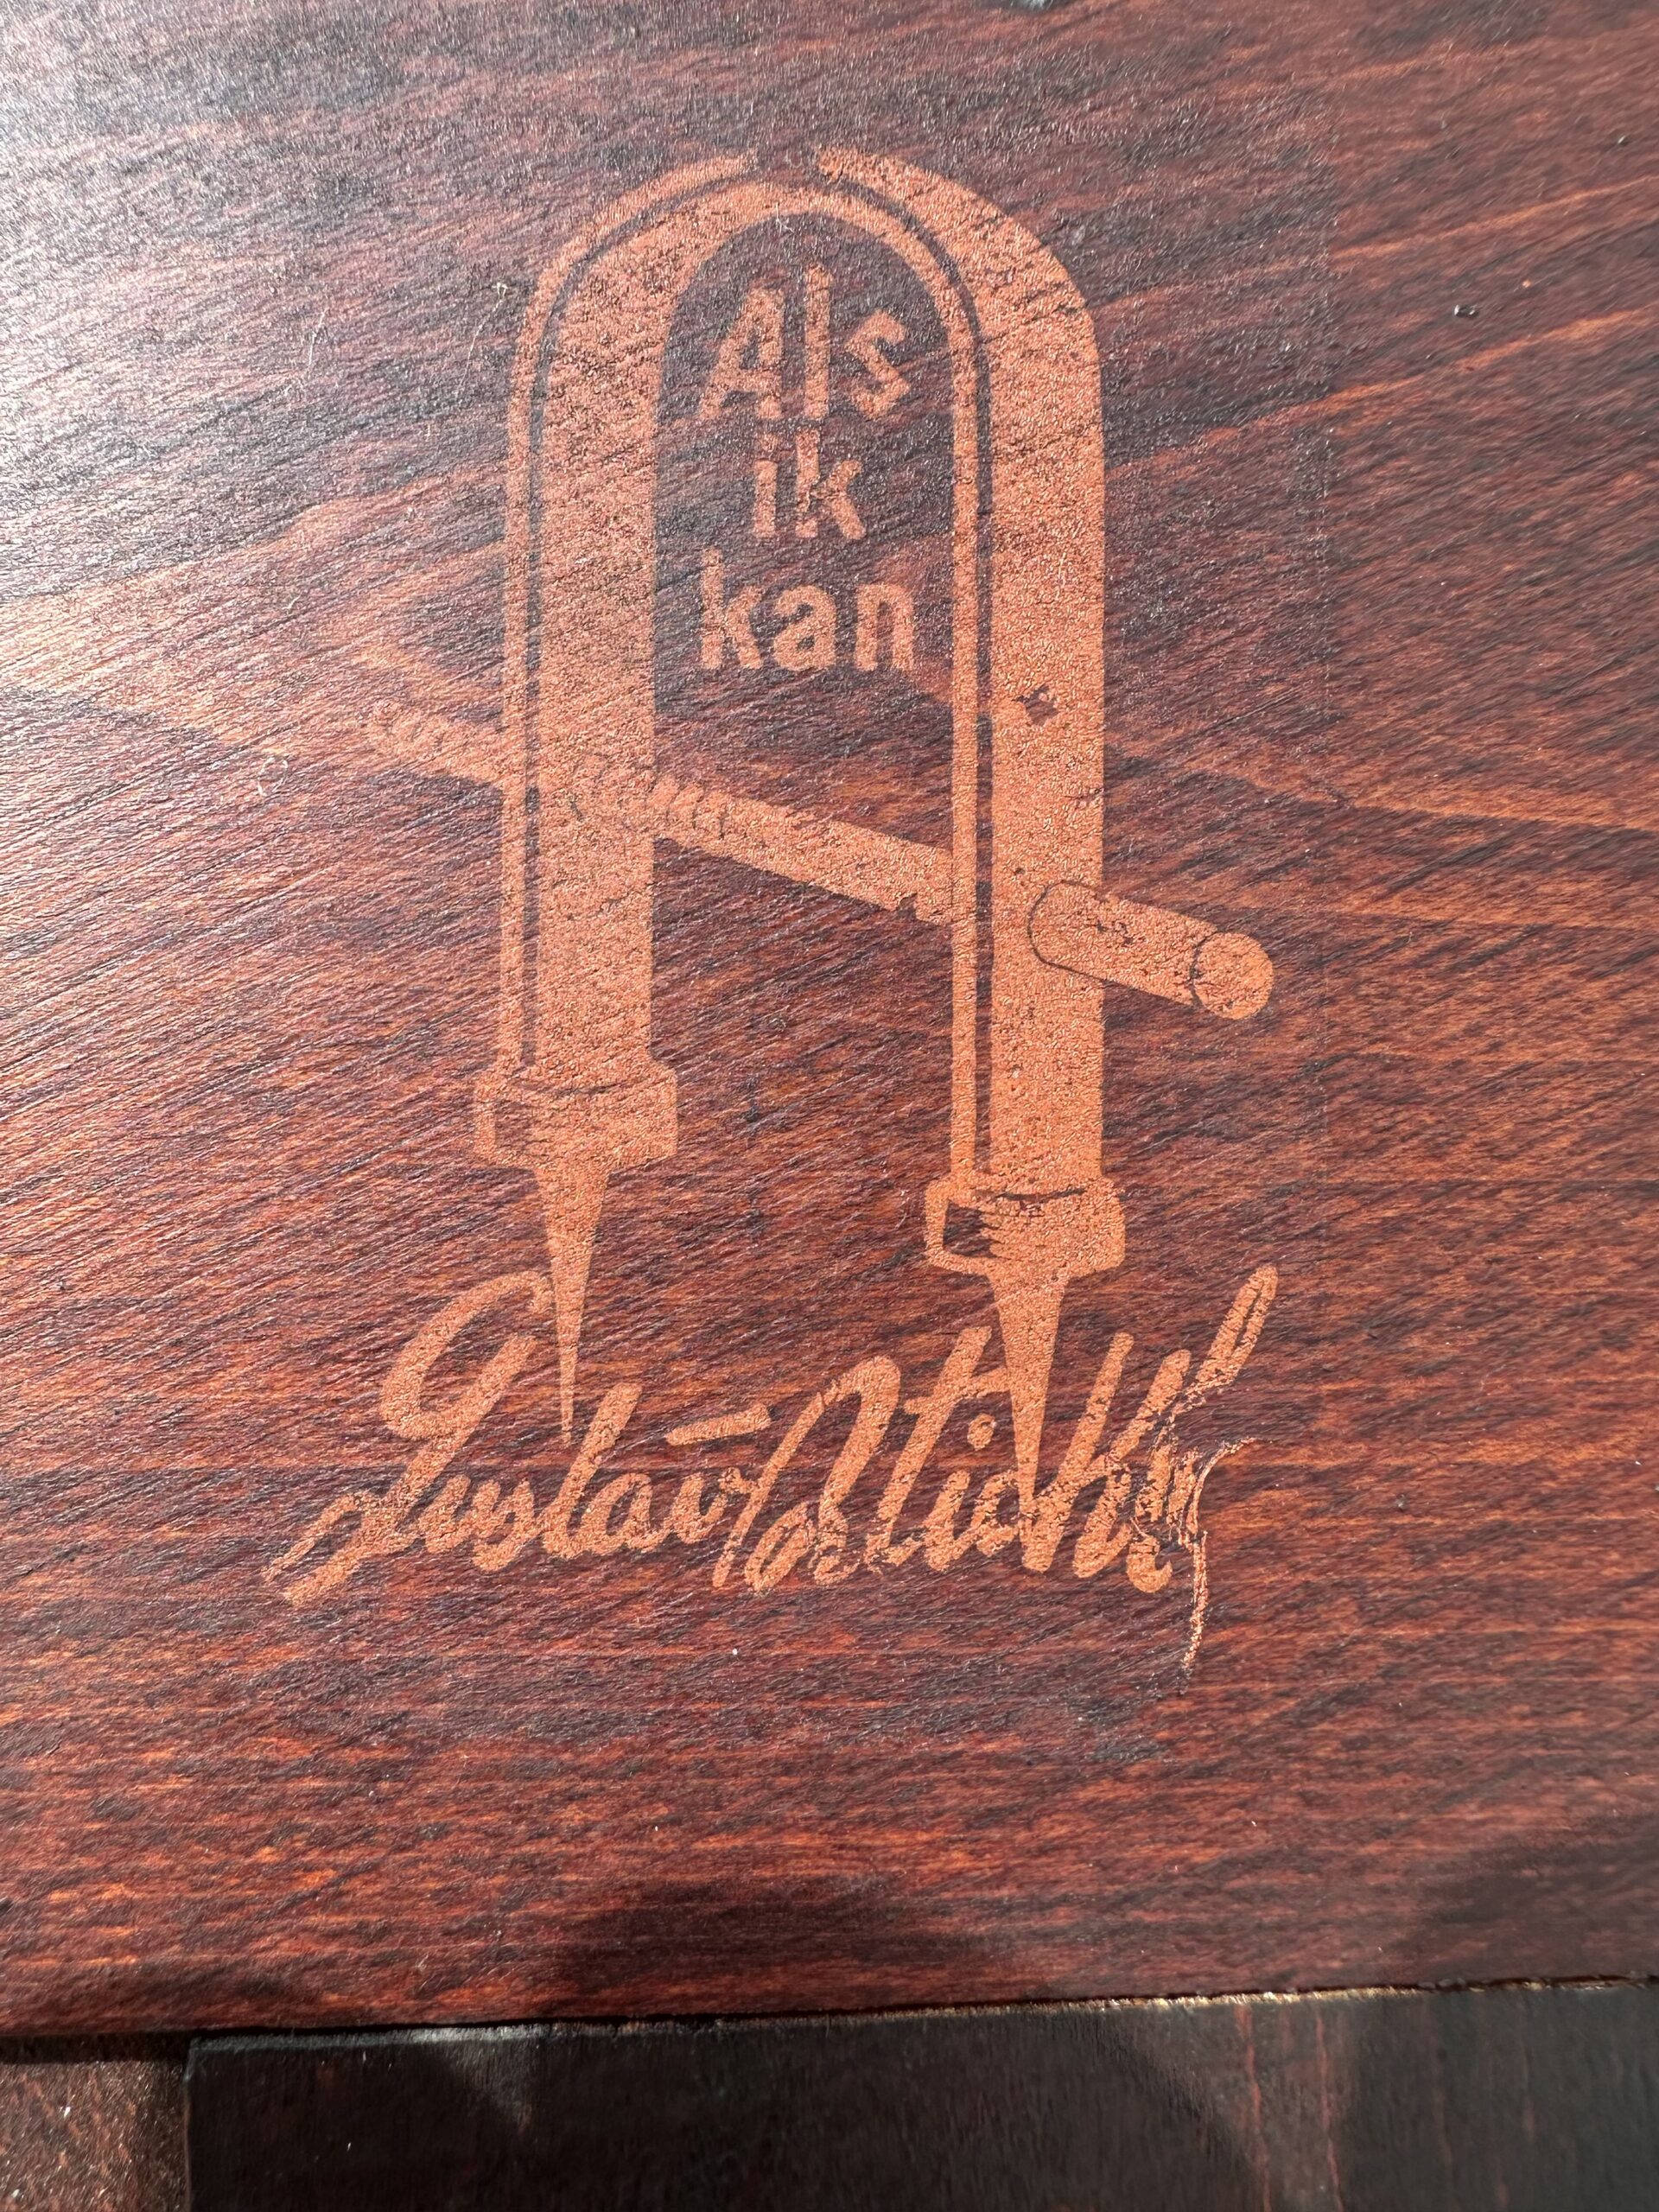 Als
ik
kan
Gustav Stickley